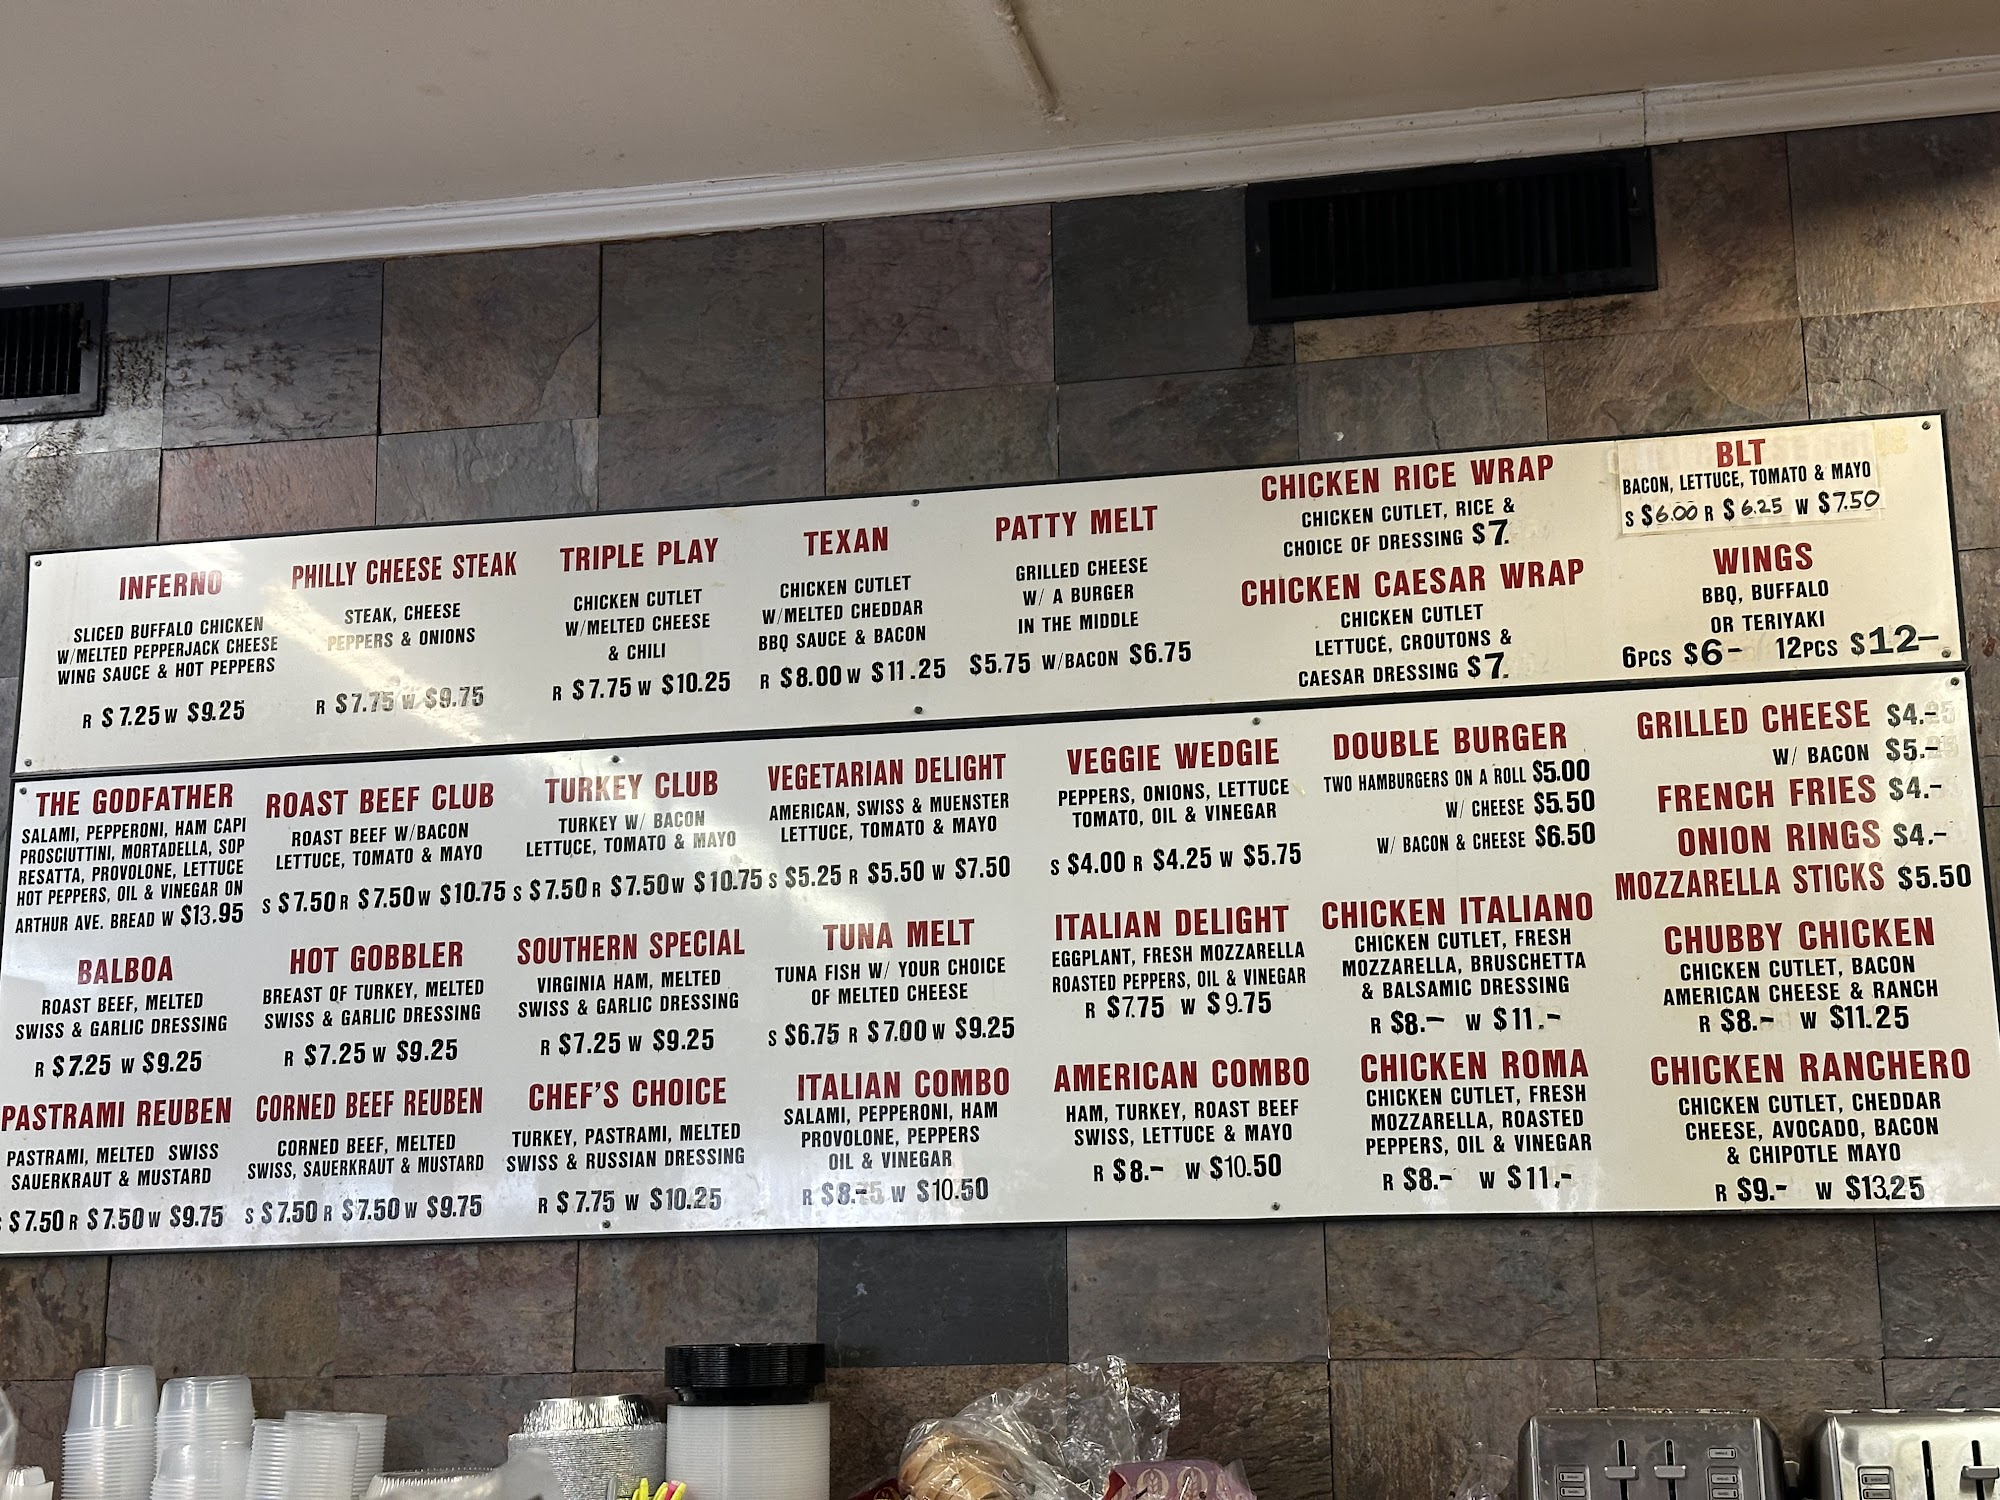 INFERNO
SLICED BUFFALO CHICKEN
W/MELTED PEPPERJACK CHEESE
WING SAUCE & HOT PEPPERS
R $7.25 W $9.25
PHILLY CHEESE STEAK
STEAK, CHEESE
PEPPERS & ONIONS
R $7.75 W $9.75
TRIPLE PLAY
CHICKEN CUTLET
W/MELTED CHEESE
& CHILI
R $7.75 W $10.25
TEXAN
CHICKEN CUTLET
W/MELTED CHEDDAR
BBQ SAUCE & BACON
R $8.00 W $11.25
PATTY MELT
GRILLED CHEESE
W/ A BURGER
IN THE MIDDLE
$5.75 W/BACON $6.75
CHICKEN RICE WRAP
CHICKEN CUTLET, RICE &
CHOICE OF DRESSING $7.
CHICKEN CAESAR WRAP
CHICKEN CUTLET
LETTUCE, CROUTONS &
CAESAR DRESSING $7.
BLT
BACON, LETTUCE, TOMATO & MAYO
S $6.00 R $6.25 W $7.50
WINGS
BBQ, BUFFALO
OR TERIYAKI
6PCS $6- 12PCS $12-
THE GODFATHER
SALAMI, PEPPERONI, HAM CAPI
PROSCIUTTINI, MORTADELLA, SOP
RESATTA, PROVOLONE, LETTUCE
HOT PEPPERS, OIL & VINEGAR ON
ARTHUR AVE. BREAD W $13.95
ROAST BEEF CLUB
ROAST BEEF W/BACON
LETTUCE, TOMATO & MAYO
S $7.50 R $7.50 W $10.75
TURKEY CLUB
TURKEY W/ BACON
LETTUCE, TOMATO & MAYO
S $7.50 R $7.50 W $10.75
VEGETARIAN DELIGHT
AMERICAN, SWISS & MUENSTER
LETTUCE, TOMATO & MAYO
S $5.25 R $5.50 W $7.50
VEGGIE WEDGIE
PEPPERS, ONIONS, LETTUCE
TOMATO, OIL & VINEGAR
S $4.00 R $4.25 W $5.75
DOUBLE BURGER
TWO HAMBURGERS ON A ROLL $5.00
W/ CHEESE $5.50
W/ BACON & CHEESE $6.50
GRILLED CHEESE $4.-
W/ BACON $5.-
FRENCH FRIES $4.-
ONION RINGS $4.-
MOZZARELLA STICKS $5.50
BALBOA
ROAST BEEF, MELTED
SWISS & GARLIC DRESSING
R $7.25 W $9.25
HOT GOBBLER
BREAST OF TURKEY, MELTED
SWISS & GARLIC DRESSING
R $7.25 W $9.25
SOUTHERN SPECIAL
VIRGINIA HAM, MELTED
SWISS & GARLIC DRESSING
R $7.25 W $9.25
TUNA MELT
TUNA FISH W/ YOUR CHOICE
OF MELTED CHEESE
S $6.75 R $7.00 W $9.25
ITALIAN DELIGHT
EGGPLANT, FRESH MOZZARELLA
ROASTED PEPPERS, OIL & VINEGAR
R $7.75 W $9.75
CHICKEN ITALIANO
CHICKEN CUTLET, FRESH
MOZZARELLA, BRUSCHETTA
& BALSAMIC DRESSING
R $8.- W $11.-
CHUBBY CHICKEN
CHICKEN CUTLET, BACON
AMERICAN CHEESE & RANCH
R $8.- W $11.25
PASTRAMI REUBEN
PASTRAMI, MELTED SWISS
SAUERKRAUT & MUSTARD
S $7.50 R $7.50 W $9.75
CORNED BEEF REUBEN
CORNED BEEF, MELTED
SWISS, SAUERKRAUT & MUSTARD
S $7.50 R $7.50 W $9.75
CHEF'S CHOICE
TURKEY, PASTRAMI, MELTED
SWISS & RUSSIAN DRESSING
R $7.75 W $10.25
ITALIAN COMBO
SALAMI, PEPPERONI, HAM
PROVOLONE, PEPPERS
OIL & VINEGAR
R $8.- W $10.50
AMERICAN COMBO
HAM, TURKEY, ROAST BEEF
SWISS, LETTUCE & MAYO
R $8.- W $10.50
CHICKEN ROMA
CHICKEN CUTLET, FRESH
MOZZARELLA, ROASTED
PEPPERS, OIL & VINEGAR
R $8.- W $11.-
CHICKEN RANCHERO
CHICKEN CUTLET, CHEDDAR
CHEESE, AVOCADO, BACON
& CHIPOTLE MAYO
R $9.- W $13.25